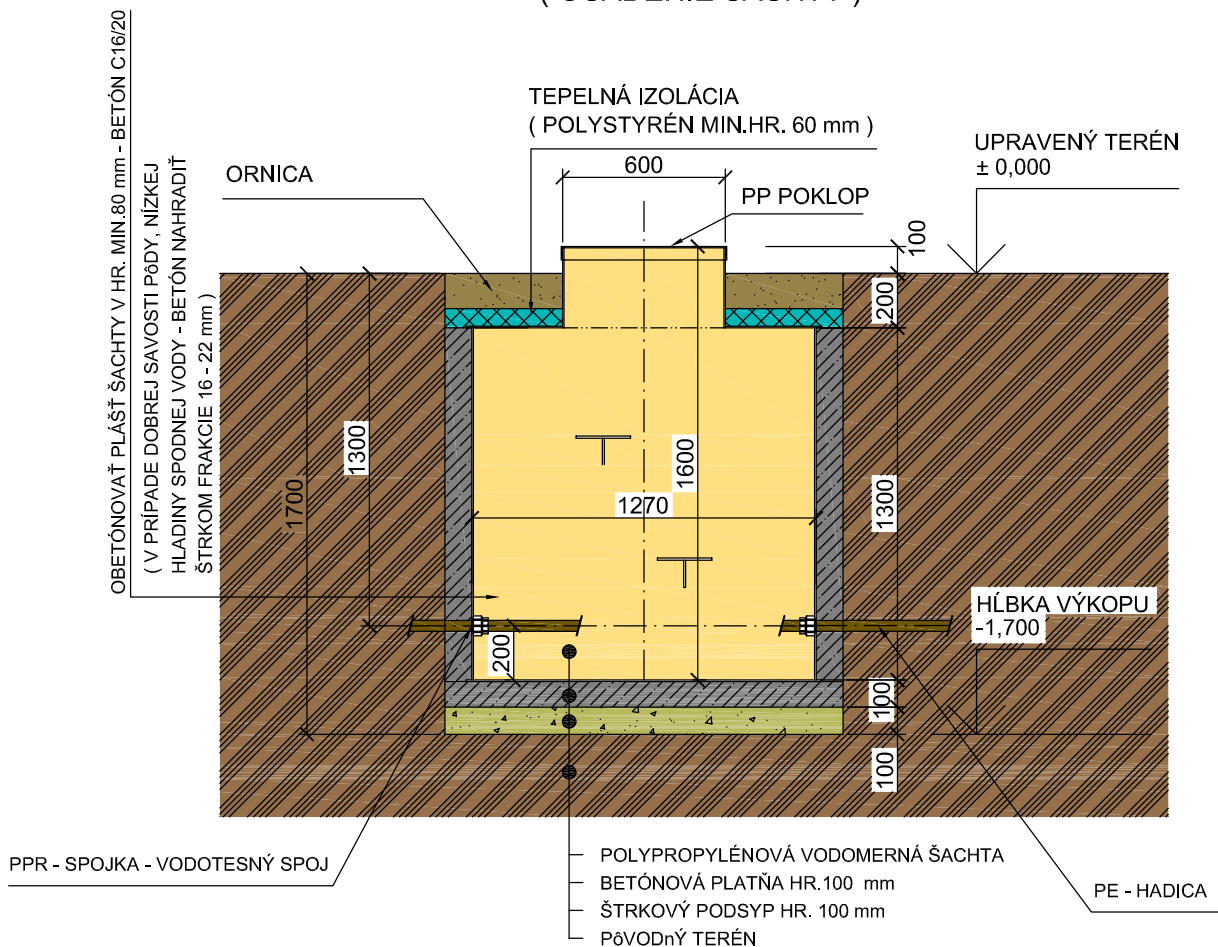 OBETÓNOVAŤ PLÁŠŤ ŠACHTY V HR. MIN.80 mm - BETÓN C16/20
( V PRÍPADE DOBREJ SAVOSTI PôDY, NÍZKEJ
HLADINY SPODNEJ VODY - BETÓN NAHRADIŤ
ŠTRKOM FRAKCIE 16 - 22 mm )
TEPELNÁ IZOLÁCIA
( POLYSTYRÉN MIN.HR. 60 mm )
ORNICA
600
PP POKLOP
UPRAVENÝ TERÉN
± 0,000
100
200
1300
1700
1600
1270
1300
200
HĹBKA VÝKOPU
-1,700
100
100
PPR - SPOJKA - VODOTESNÝ SPOJ
POLYPROPYLÉNOVÁ VODOMERNÁ ŠACHTA
BETÓNOVÁ PLATŇA HR.100 mm
ŠTRKOVÝ PODSYP HR. 100 mm
PôVODnÝ TERÉN
PE - HADICA